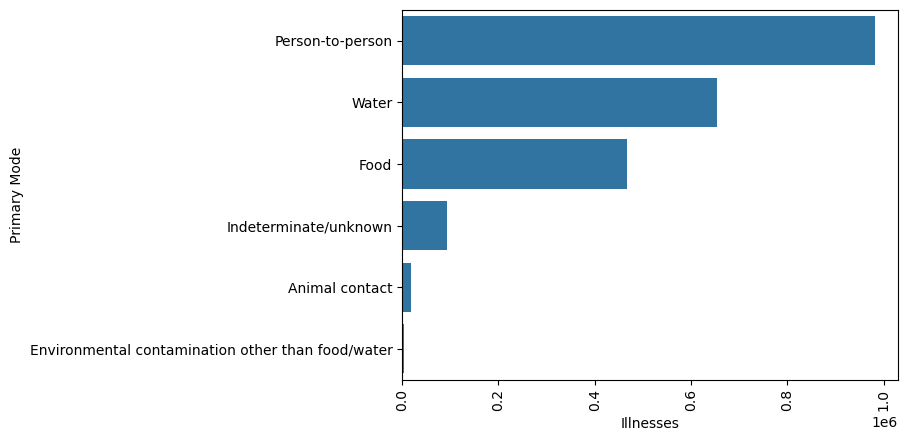 Person-to-person
Water
Food
Indeterminate/unknown
Animal contact
Environmental contamination other than food/water
Primary Mode
0.0 0.2 0.4 0.6 0.8 1.0
1e6
Illnesses